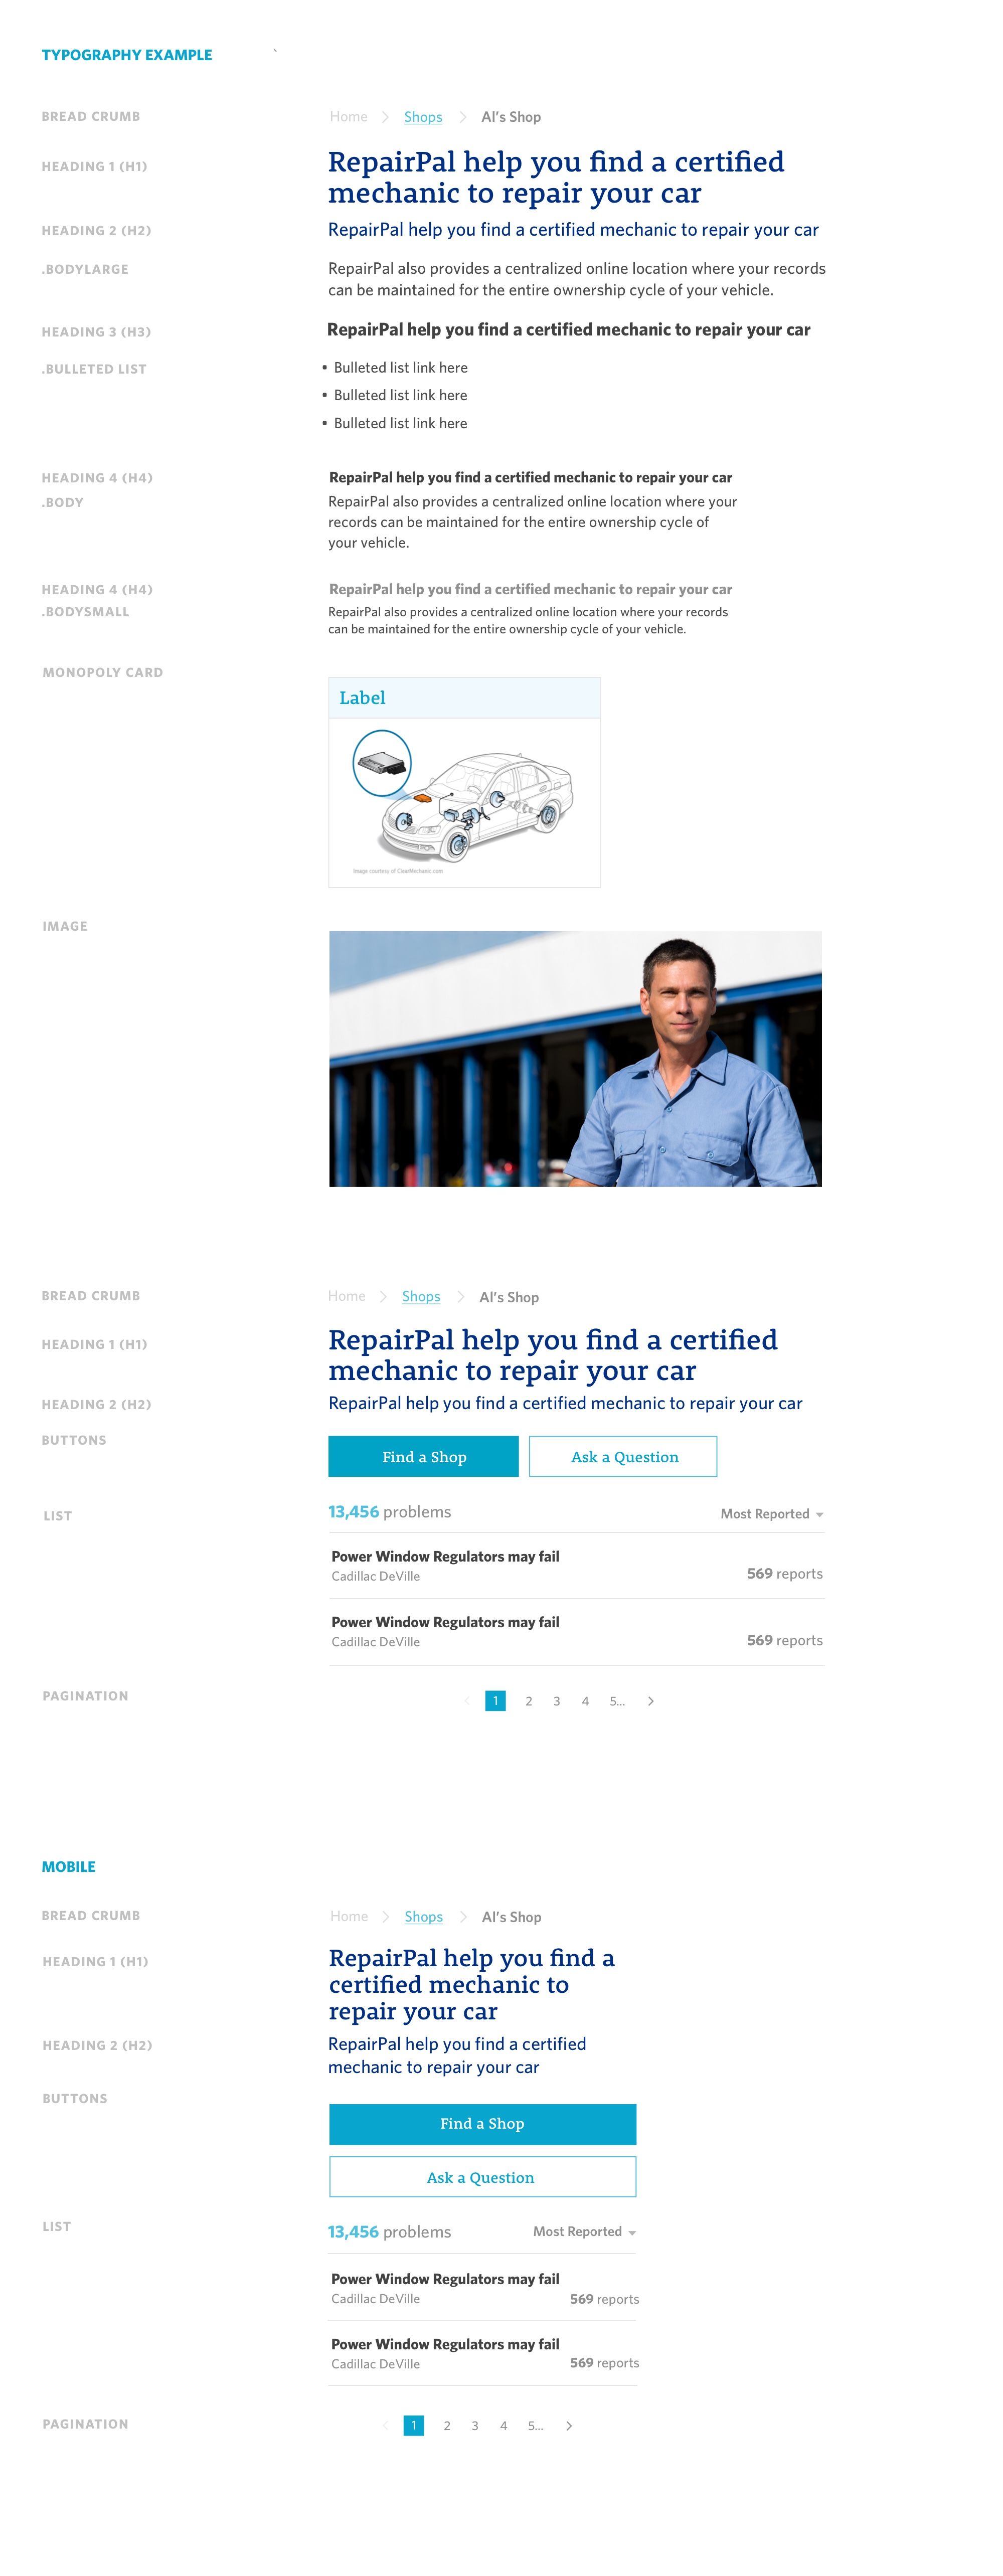 TYPOGRAPHY EXAMPLE `
BREAD CRUMB
Home > Shops > Al's Shop
HEADING 1 (H1)
RepairPal help you find a certified
mechanic to repair your car
HEADING 2 (H2)
RepairPal help you find a certified mechanic to repair your car
.BODYLARGE
RepairPal also provides a centralized online location where your records
can be maintained for the entire ownership cycle of your vehicle.
HEADING 3 (H3)
RepairPal help you find a certified mechanic to repair your car
.BULLETED LIST
• Bulleted list link here
• Bulleted list link here
• Bulleted list link here
HEADING 4 (H4)
RepairPal help you find a certified mechanic to repair your car
.BODY
RepairPal also provides a centralized online location where your
records can be maintained for the entire ownership cycle of
your vehicle.
HEADING 4 (H4)
RepairPal help you find a certified mechanic to repair your car
.BODYSMALL
RepairPal also provides a centralized online location where your records
can be maintained for the entire ownership cycle of your vehicle.
MONOPOLY CARD
Label
Image courtesy of ClearMechanic.com
IMAGE
BREAD CRUMB
Home > Shops > Al's Shop
HEADING 1 (H1)
RepairPal help you find a certified
mechanic to repair your car
HEADING 2 (H2)
RepairPal help you find a certified mechanic to repair your car
BUTTONS
Find a Shop
Ask a Question
LIST
13,456 problems
Most Reported
Power Window Regulators may fail
Cadillac DeVille
569 reports
Power Window Regulators may fail
Cadillac DeVille
569 reports
PAGINATION
< 1 2 3 4 5... >
MOBILE
BREAD CRUMB
Home > Shops > Al's Shop
HEADING 1 (H1)
RepairPal help you find a
certified mechanic to
repair your car
HEADING 2 (H2)
RepairPal help you find a certified
mechanic to repair your car
BUTTONS
Find a Shop
Ask a Question
LIST
13,456 problems
Most Reported
Power Window Regulators may fail
Cadillac DeVille
569 reports
Power Window Regulators may fail
Cadillac DeVille
569 reports
PAGINATION
< 1 2 3 4 5... >